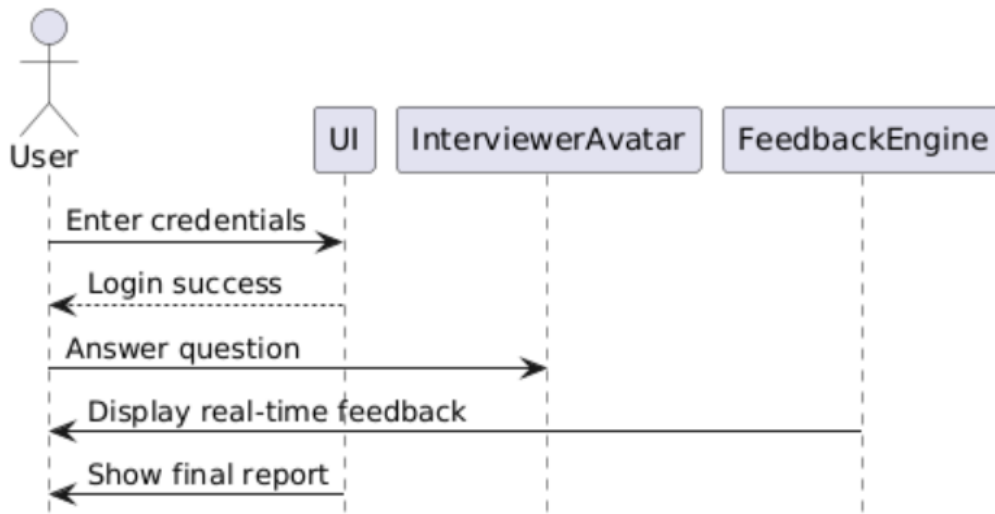 User
UI
InterviewerAvatar
FeedbackEngine
Enter credentials
Login success
Answer question
Display real-time feedback
Show final report